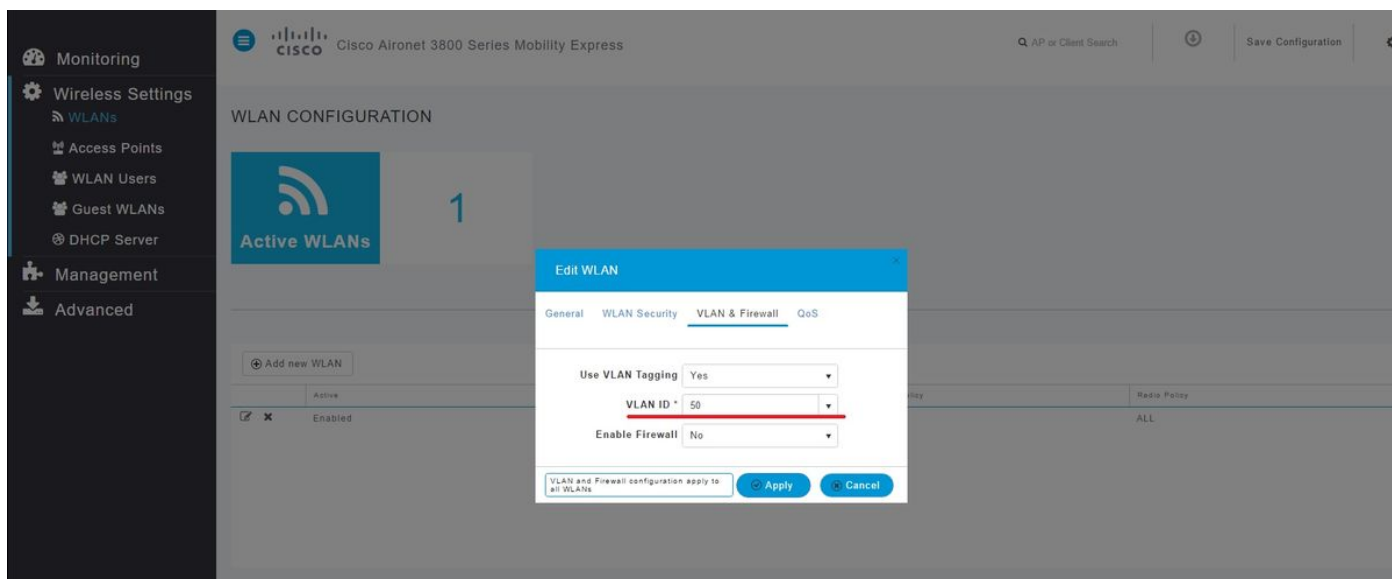 CISCO Cisco Aironet 3800 Series Mobility Express
AP or Client Search
Save Configuration
Monitoring
Wireless Settings
WLANs
Access Points
WLAN Users
Guest WLANs
DHCP Server
Management
Advanced
WLAN CONFIGURATION
Active WLANs
1
Add new WLAN
Active
Radio Policy
Enabled
ALL
Edit WLAN
General WLAN Security VLAN & Firewall QoS
Use VLAN Tagging Yes
VLAN ID * 50
Enable Firewall No
VLAN and Firewall configuration apply to
all WLANs
Apply Cancel